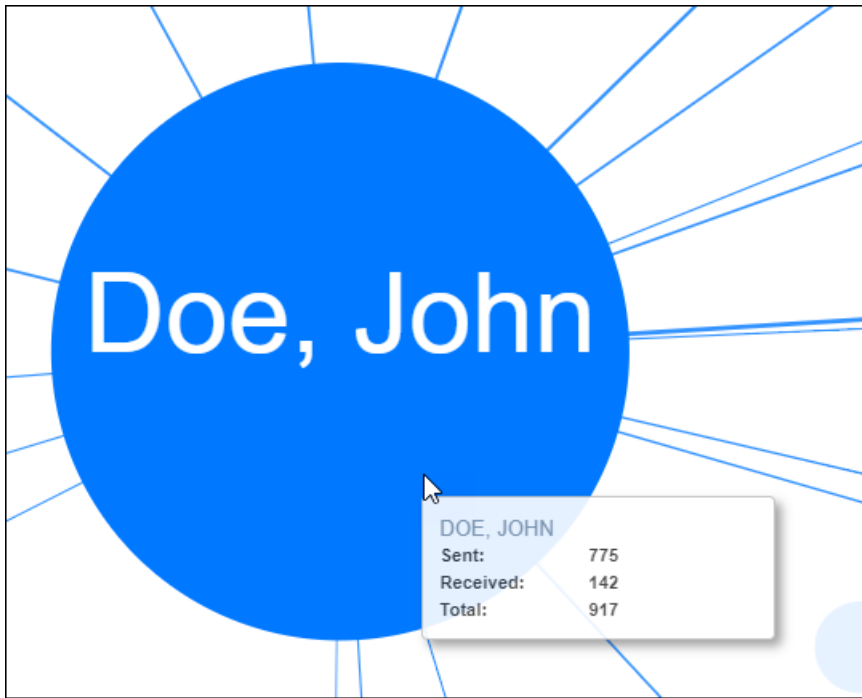 Doe, John
DOE, JOHN
Sent: 775
Received: 142
Total: 917